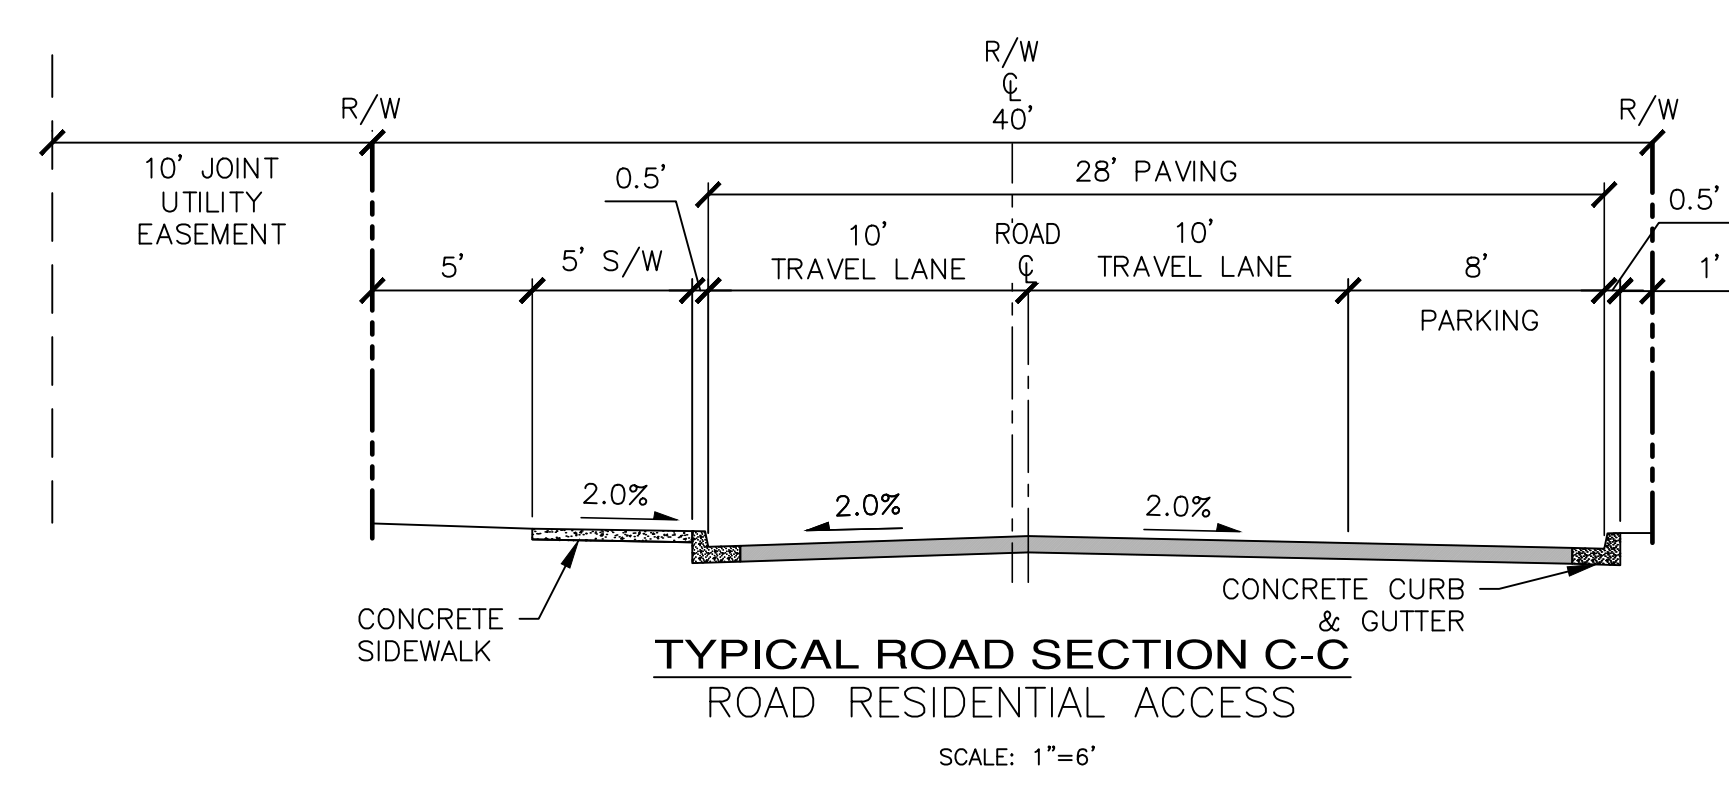 R/W
℄
40'
R/W
R/W
10' JOINT
UTILITY
EASEMENT
0.5'
28' PAVING
0.5'
5'
5' S/W
10'
TRAVEL LANE
ROAD
℄
10'
TRAVEL LANE
8'
PARKING
1'
2.0%
2.0%
2.0%
CONCRETE
SIDEWALK
CONCRETE CURB
& GUTTER
TYPICAL ROAD SECTION C-C
ROAD RESIDENTIAL ACCESS
SCALE: 1"=6'